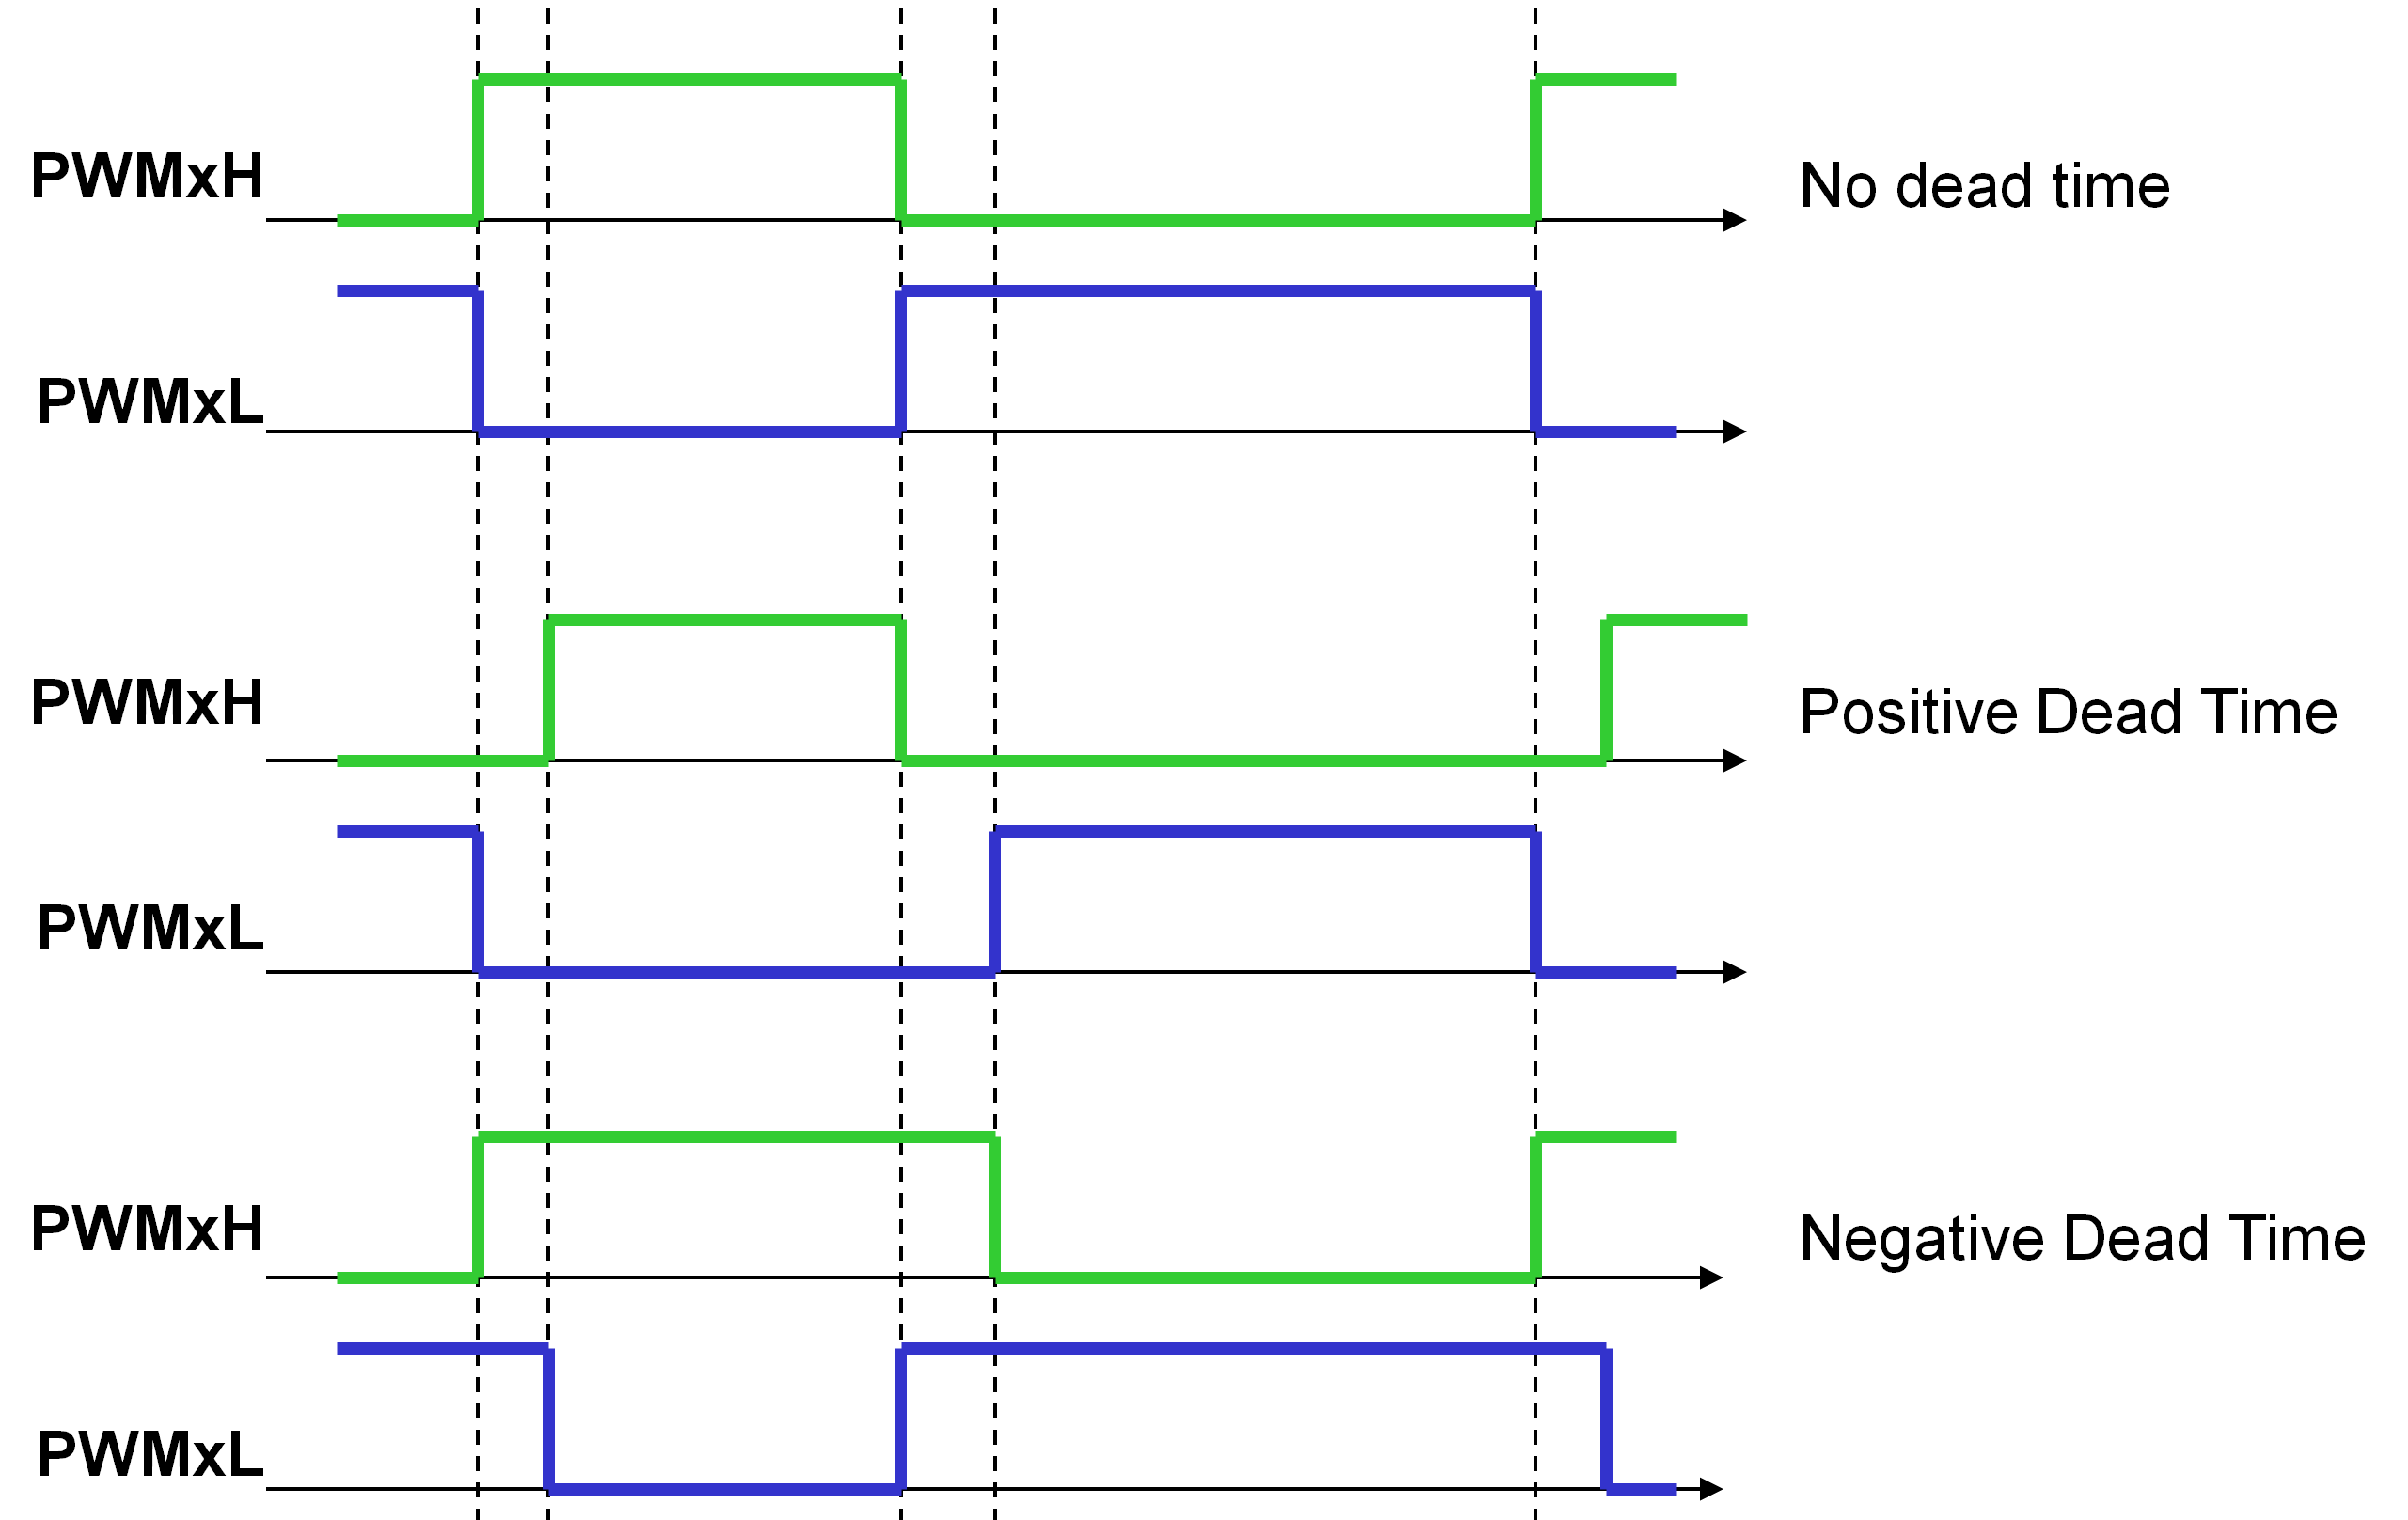 PWMxH
No dead time
PWMxL
PWMxH
Positive Dead Time
PWMxL
PWMxH
Negative Dead Time
PWMxL